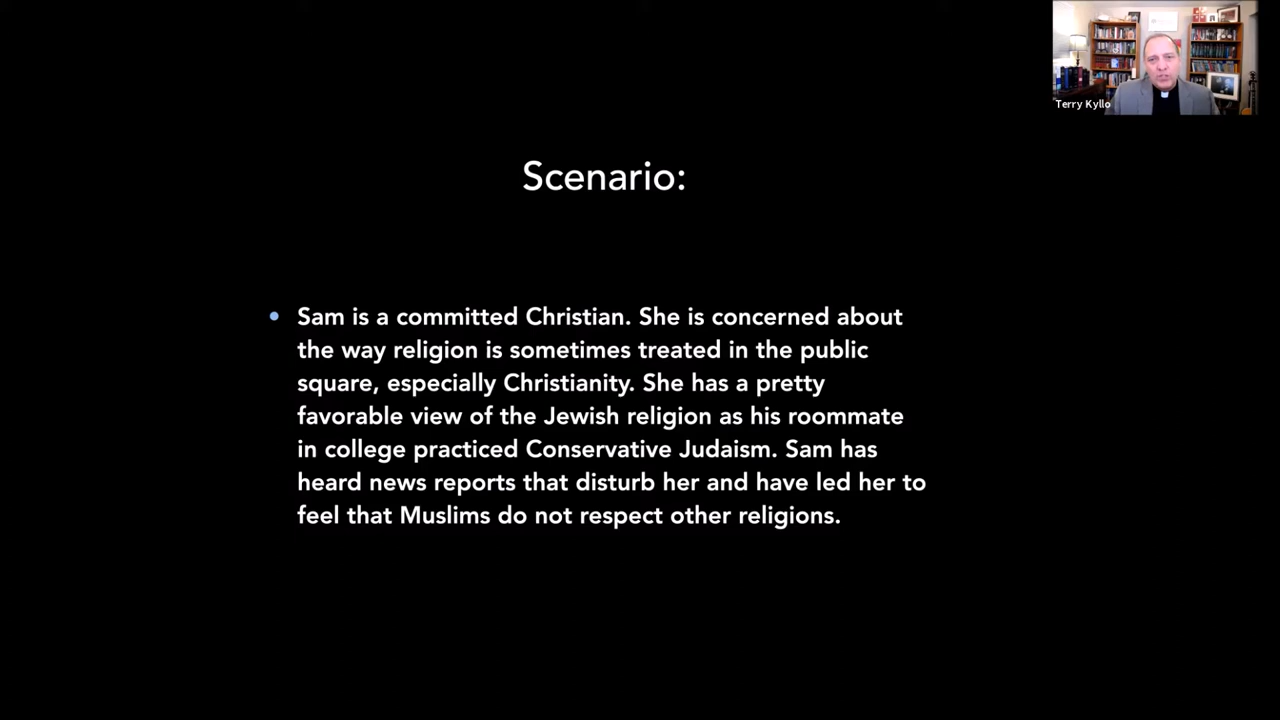 Terry Kyllo
Scenario:
• Sam is a committed Christian. She is concerned about
the way religion is sometimes treated in the public
square, especially Christianity. She has a pretty
favorable view of the Jewish religion as his roommate
in college practiced Conservative Judaism. Sam has
heard news reports that disturb her and have led her to
feel that Muslims do not respect other religions.